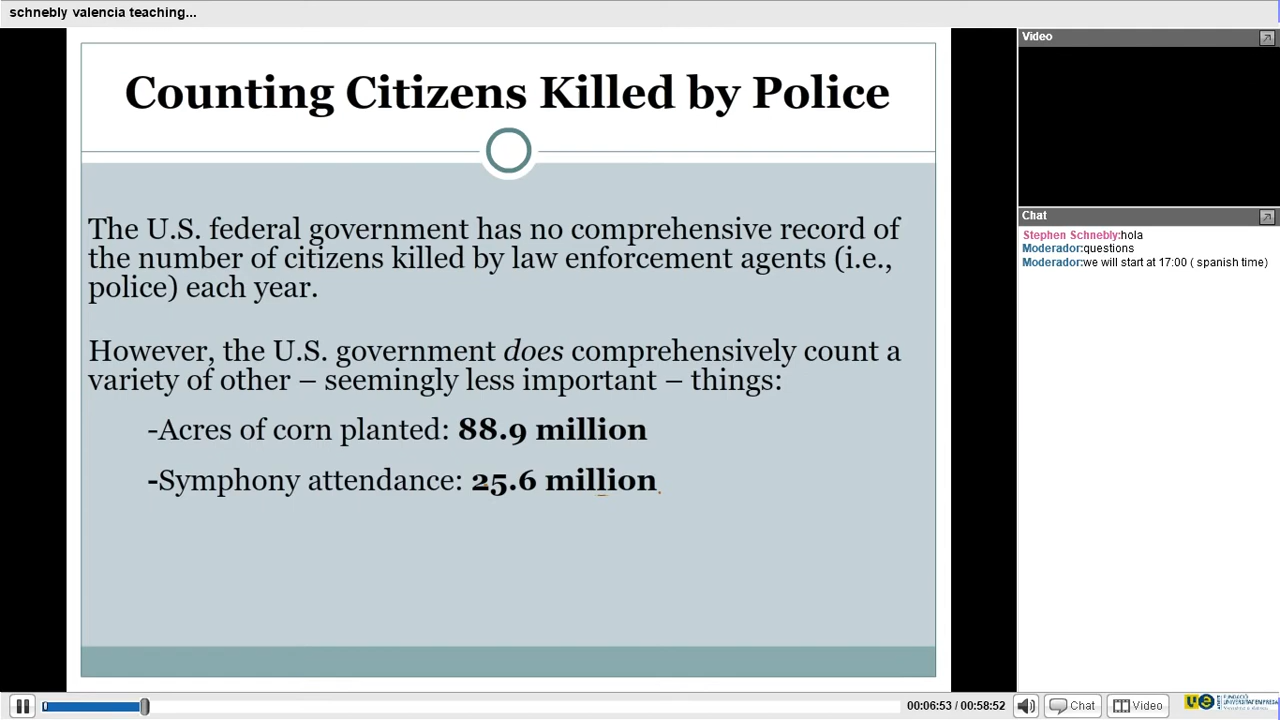 schnebly valencia teaching...
Counting Citizens Killed by Police
The U.S. federal government has no comprehensive record of
the number of citizens killed by law enforcement agents (i.e.,
police) each year.
However, the U.S. government does comprehensively count a
variety of other – seemingly less important – things:
-Acres of corn planted: 88.9 million
-Symphony attendance: 25.6 million
Video
Chat
Stephen Schnebly:hola
Moderador:questions
Moderador:we will start at 17:00 ( spanish time)
00:06:53 / 00:58:52
Chat
Video